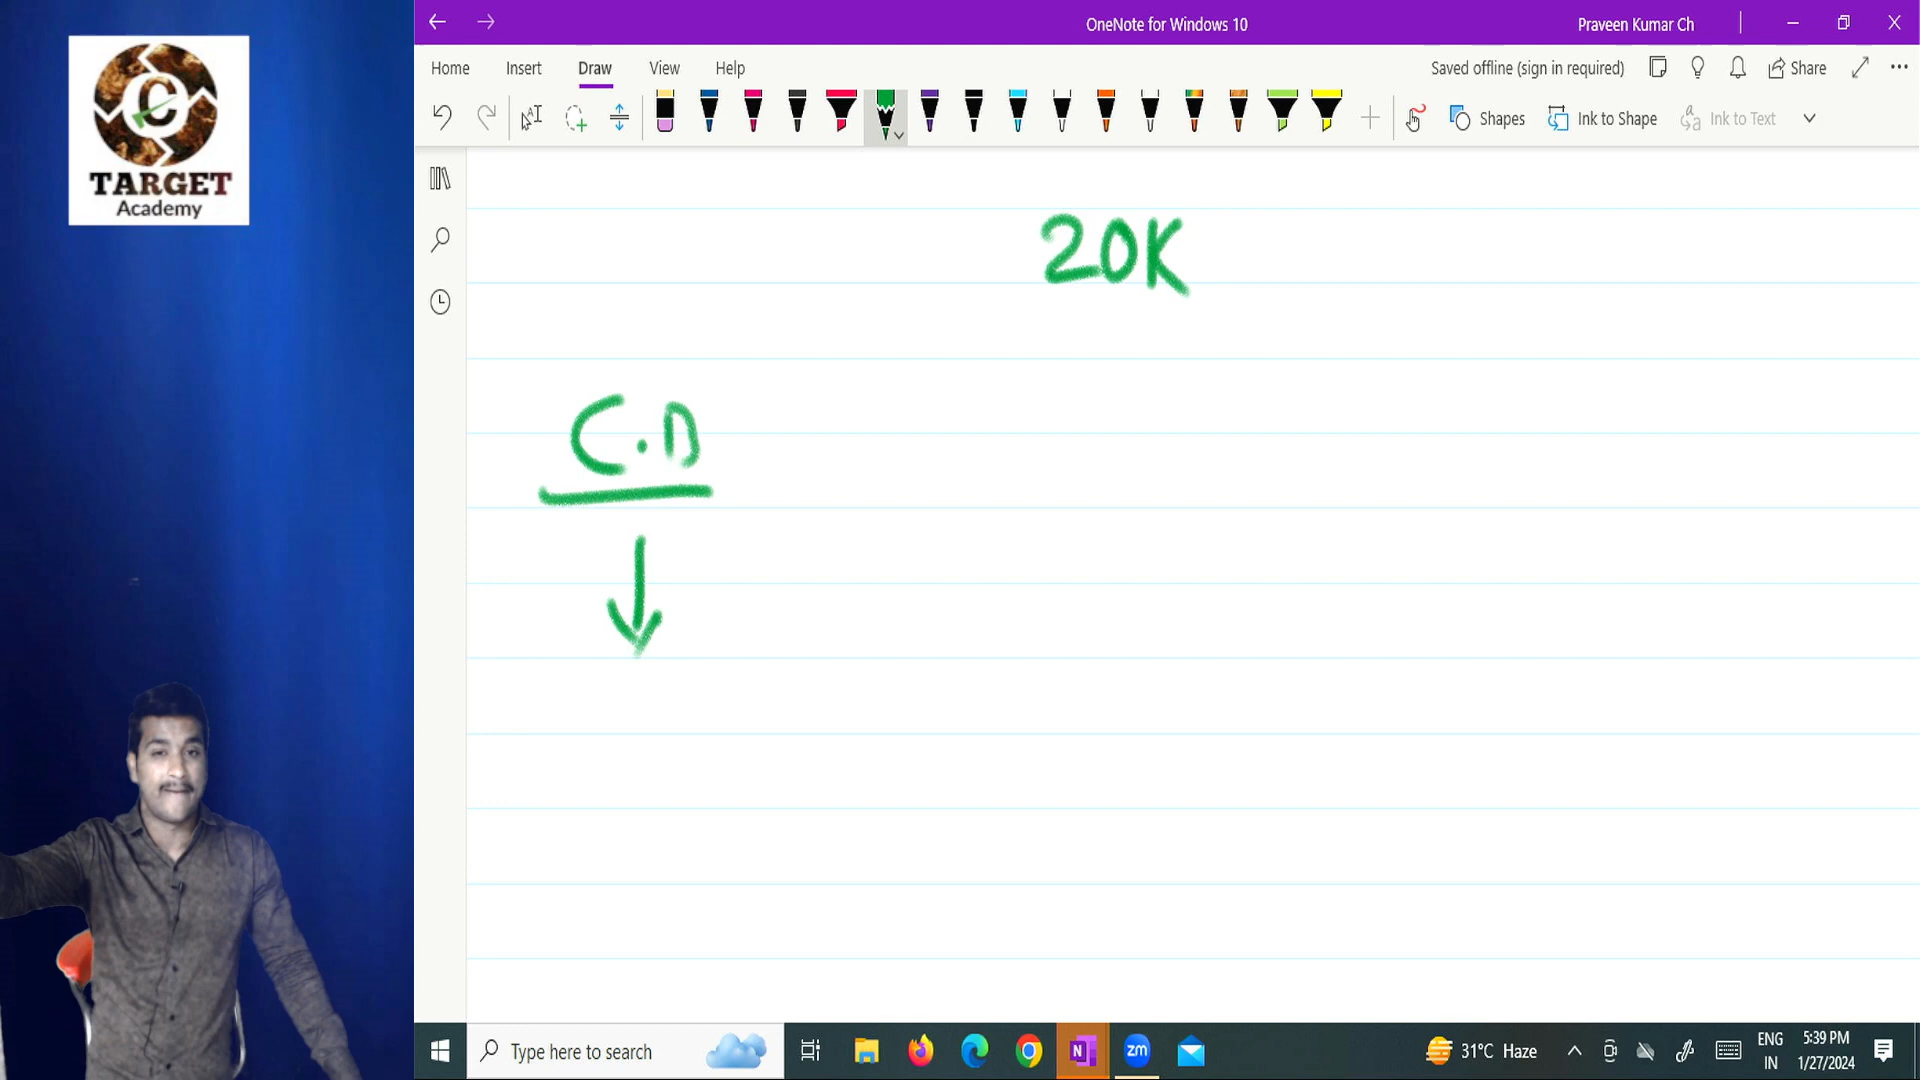 OneNote for Windows 10
Praveen Kumar Ch
TARGET
Academy
Home Insert Draw View Help
Saved offline (sign in required)
Share
Shapes
Ink to Shape
Ink to Text
20K
C.D
Type here to search
zm
31°C Haze
ENG
IN
5:39 PM
1/27/2024